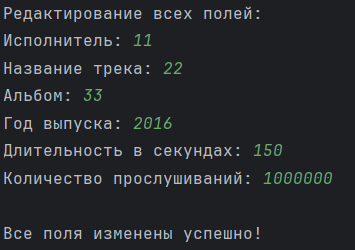 Редактирование всех полей:
Исполнитель: 11
Название трека: 22
Альбом: 33
Год выпуска: 2016
Длительность в секундах: 150
Количество прослушиваний: 1000000
Все поля изменены успешно!